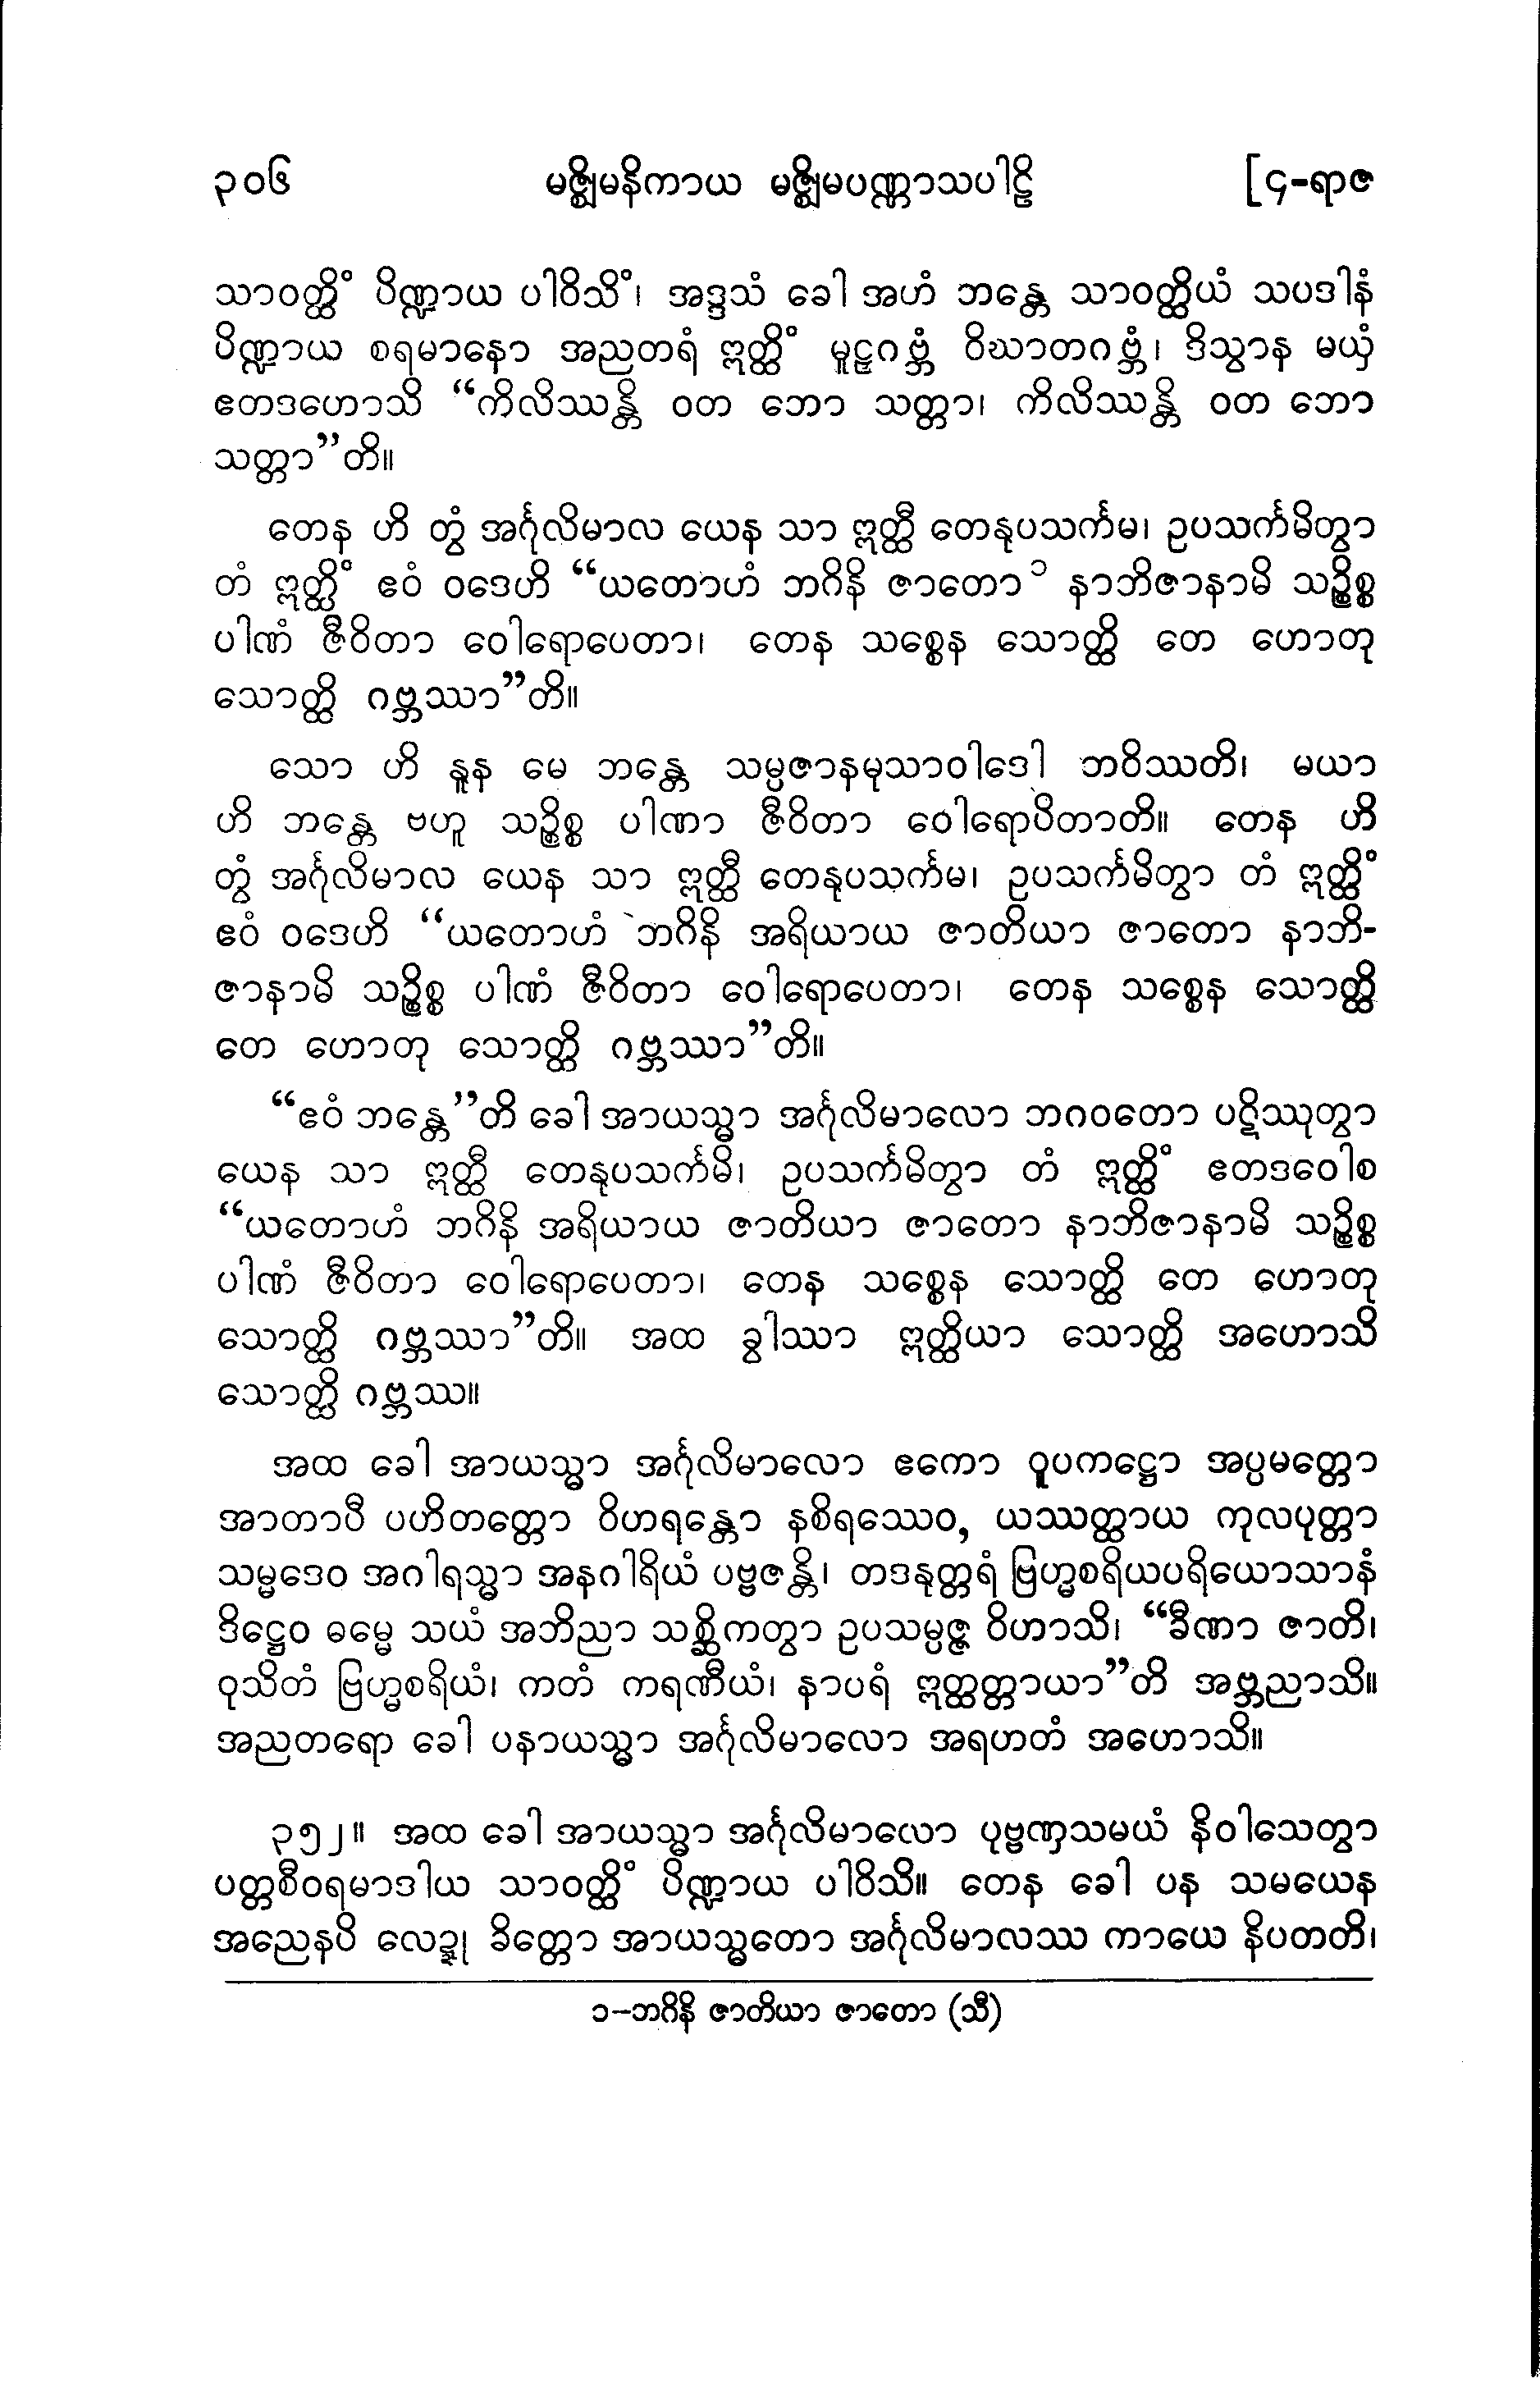 ၃၀၆ မဇ္ဈိမနိကာယ မဇ္ဈိမပဏ္ဏာသပါဠိ [၄-ရာဇ
သာဝတ္ထိံ ပိဏ္ဍာယ ပါဝိသိံ၊ အဒ္ဒသံ ခေါ အဟံ ဘန္တေ သာဝတ္ထိယံ သပဒါနံ
ပိဏ္ဍာယ စရမာနော အညတရံ ဣတ္ထိံ မူဠှဂဗ္ဘံ ဝိဃာတဂဗ္ဘံ၊ ဒိသွာန မယှံ
ဧတဒဟောသိ “ကိလိဿန္တိ ဝတ ဘော သတ္တာ၊ ကိလိဿန္တိ ဝတ ဘော
သတ္တာ”တိ။
တေန ဟိ တွံ အင်္ဂုလိမာလ ယေန သာ ဣတ္ထီ တေနုပသင်္ကမ၊ ဥပသင်္ကမိတွာ
တံ ဣတ္ထိံ ဧဝံ ဝဒေဟိ “ယတောဟံ ဘဂိနိ ဇာတော ၁ နာဘိဇာနာမိ သဉ္စိစ္စ
ပါဏံ ဇီဝိတာ ဝေါရောပေတာ၊ တေန သစ္စေန သောတ္ထိ တေ ဟောတု
သောတ္ထိ ဂဗ္ဘဿာ”တိ။
သော ဟိ နူန မေ ဘန္တေ သမ္ပဇာနမုသာဝါဒေါ ဘဝိဿတိ၊ မယာ
ဟိ ဘန္တေ ဗဟူ သဉ္စိစ္စ ပါဏာ ဇီဝိတာ ဝေါရောပိတာတိ။ တေန ဟိ
တွံ အင်္ဂုလိမာလ ယေန သာ ဣတ္ထီ တေနုပသင်္ကမ၊ ဥပသင်္ကမိတွာ တံ ဣတ္ထိံ
ဧဝံ ဝဒေဟိ “ယတောဟံ ဘဂိနိ အရိယာယ ဇာတိယာ ဇာတော နာဘိ-
ဇာနာမိ သဉ္စိစ္စ ပါဏံ ဇီဝိတာ ဝေါရောပေတာ၊ တေန သစ္စေန သောတ္ထိ
တေ ဟောတု သောတ္ထိ ဂဗ္ဘဿာ”တိ။
“ဧဝံ ဘန္တေ”တိ ခေါ အာယသ္မာ အင်္ဂုလိမာလော ဘဂဝတော ပဋိဿုတွာ
ယေန သာ ဣတ္ထီ တေနုပသင်္ကမိ၊ ဥပသင်္ကမိတွာ တံ ဣတ္ထိံ ဧတဒဝေါစ
“ယတောဟံ ဘဂိနိ အရိယာယ ဇာတိယာ ဇာတော နာဘိဇာနာမိ သဉ္စိစ္စ
ပါဏံ ဇီဝိတာ ဝေါရောပေတာ၊ တေန သစ္စေန သောတ္ထိ တေ ဟောတု
သောတ္ထိ ဂဗ္ဘဿာ”တိ။ အထ ခွါဿာ ဣတ္ထိယာ သောတ္ထိ အဟောသိ
သောတ္ထိ ဂဗ္ဘဿ။
အထ ခေါ အာယသ္မာ အင်္ဂုလိမာလော ဧကော ဝူပကဋ္ဌော အပ္ပမတ္တော
အာတာပီ ပဟိတတ္တော ဝိဟရန္တော နစိရဿေဝ, ယဿတ္ထာယ ကုလပုတ္တာ
သမ္မဒေဝ အဂါရသ္မာ အနဂါရိယံ ပဗ္ဗဇန္တိ၊ တဒနုတ္တရံ ဗြဟ္မစရိယပရိယောသာနံ
ဒိဋ္ဌေဝ ဓမ္မေ သယံ အဘိညာ သစ္ဆိကတွာ ဥပသမ္ပဇ္ဇ ဝိဟာသိ၊ “ခီဏာ ဇာတိ၊
ဝုသိတံ ဗြဟ္မစရိယံ၊ ကတံ ကရဏီယံ၊ နာပရံ ဣတ္ထတ္တာယာ”တိ အဗ္ဘညာသိ။
အညတရော ခေါ ပနာယသ္မာ အင်္ဂုလိမာလော အရဟတံ အဟောသိ။
၃၅၂။ အထ ခေါ အာယသ္မာ အင်္ဂုလိမာလော ပုဗ္ဗဏှသမယံ နိဝါသေတွာ
ပတ္တစီဝရမာဒါယ သာဝတ္ထိံ ပိဏ္ဍာယ ပါဝိသိ။ တေန ခေါ ပန သမယေန
အညေနပိ လေဍ္ဍု ခိတ္တော အာယသ္မတော အင်္ဂုလိမာလဿ ကာယေ နိပတတိ၊
၁-ဘဂိနိ ဇာတိယာ ဇာတော (သီ)